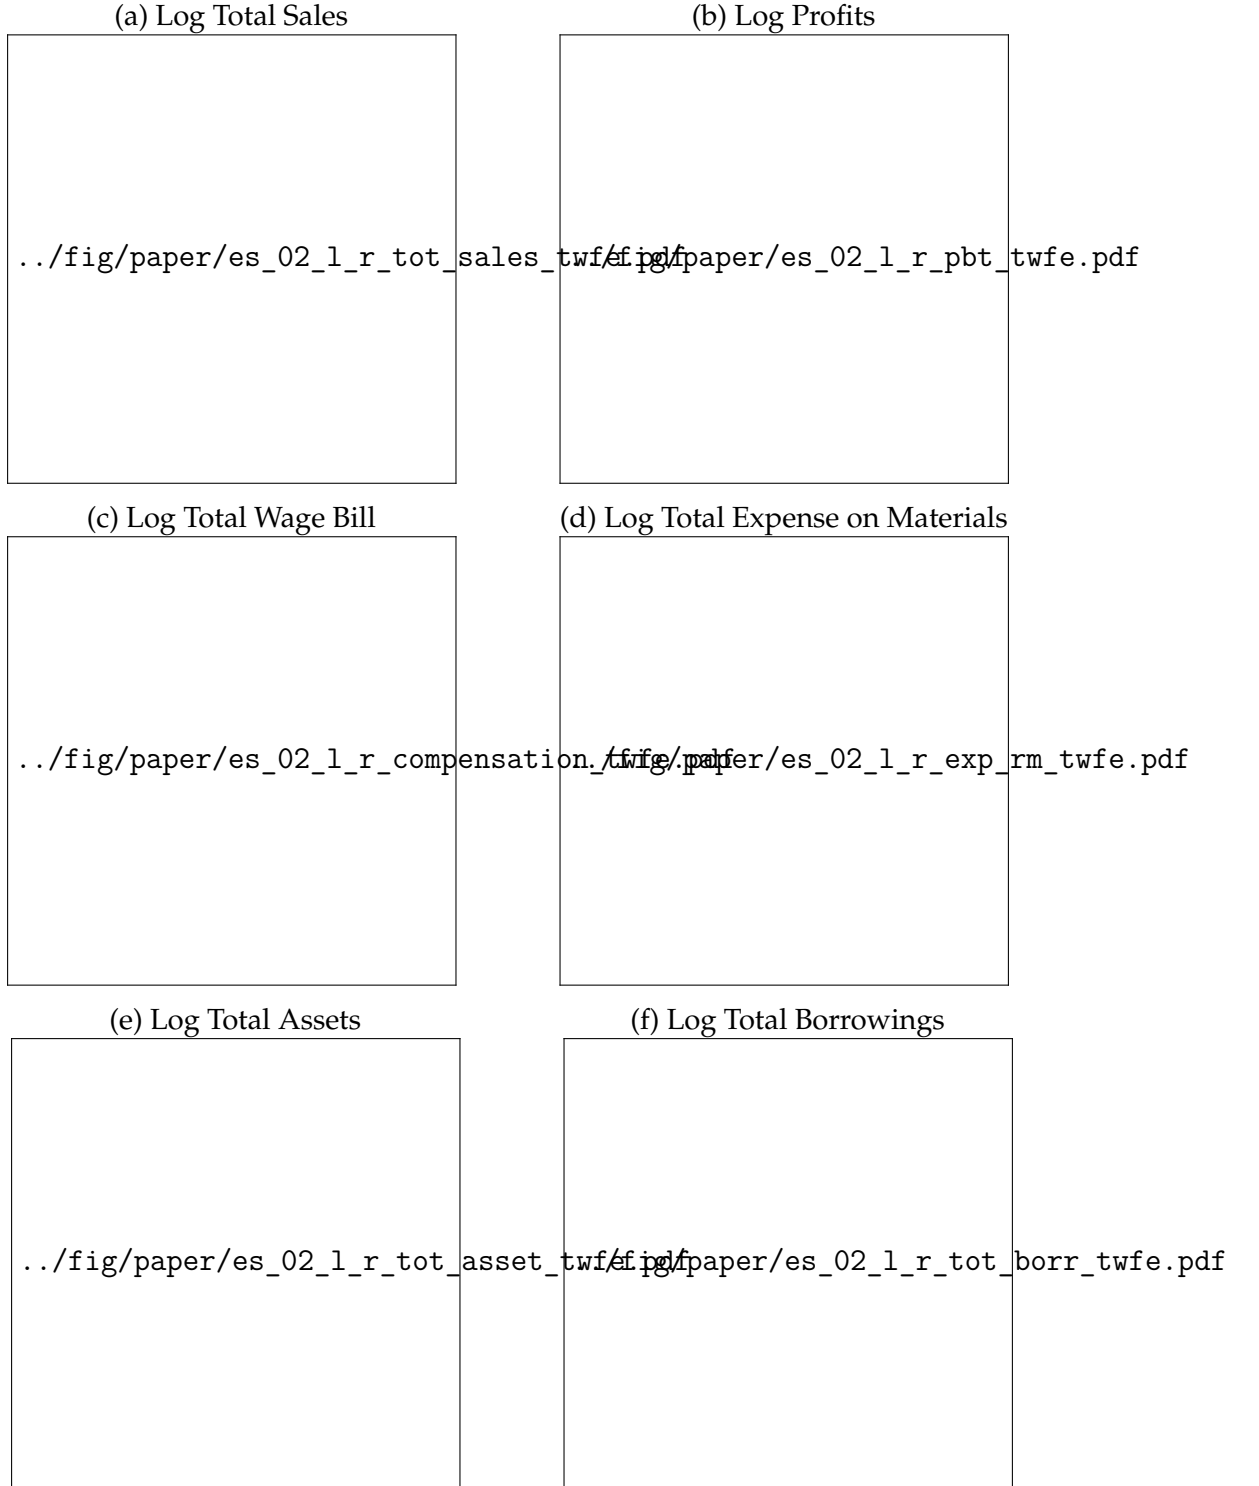 (a) Log Total Sales
(b) Log Profits
../fig/paper/es_02_l_r_tot_sales_twfe.pdf
../fig/paper/es_02_l_r_pbt_twfe.pdf
(c) Log Total Wage Bill
(d) Log Total Expense on Materials
../fig/paper/es_02_l_r_compensation_twfe.pdf
../fig/paper/es_02_l_r_exp_rm_twfe.pdf
(e) Log Total Assets
(f) Log Total Borrowings
../fig/paper/es_02_l_r_tot_asset_twfe.pdf
../fig/paper/es_02_l_r_tot_borr_twfe.pdf